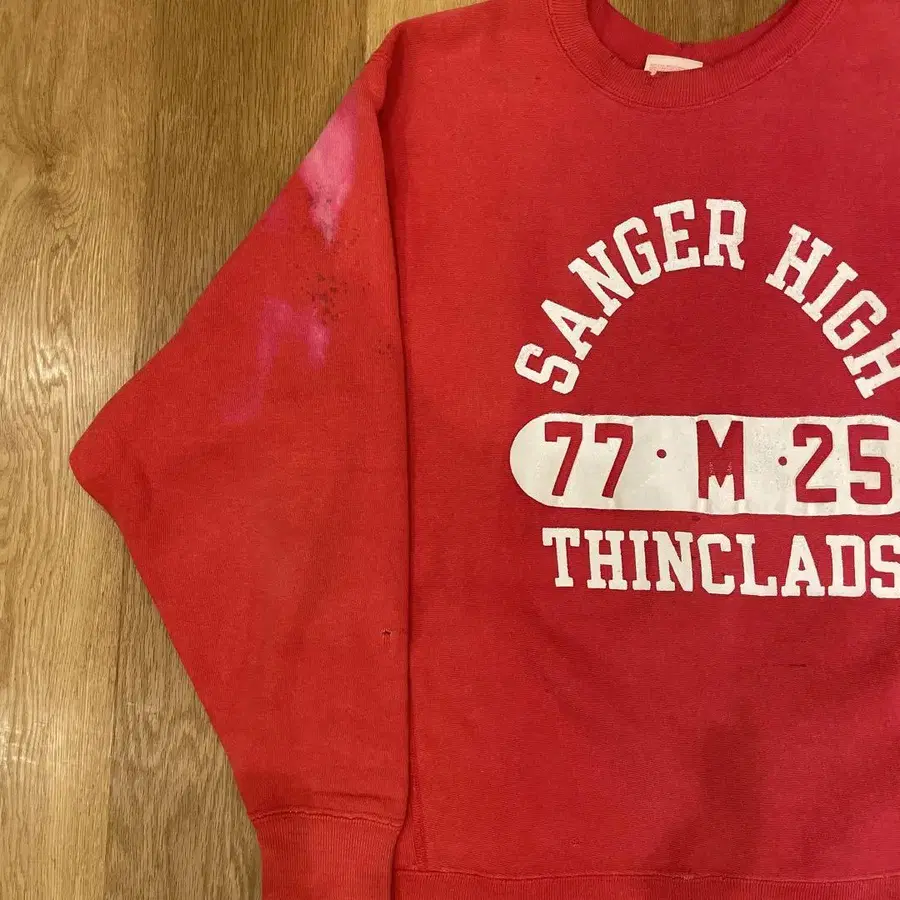 SANGER HIGH
77 · M · 25
THINCLADS